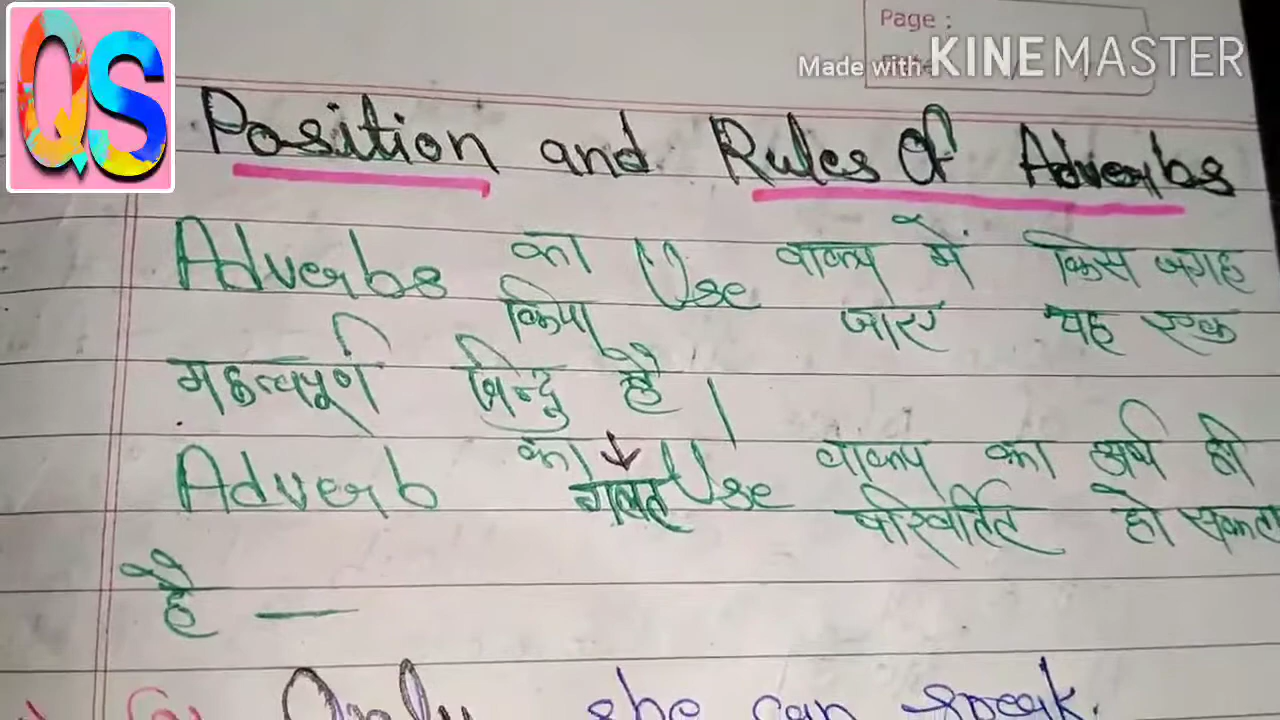 QS
Page :
Made with KINEMASTER
Position and Rules Of Adverbs
Adverbs का Use वाक्य में किस जगह
किया जाए यह एक
महत्वपूर्ण बिन्दु है ।
Adverb का गलत Use वाक्य का अर्थ ही
परिवर्तित हो सकता
है —
Only she can speak.